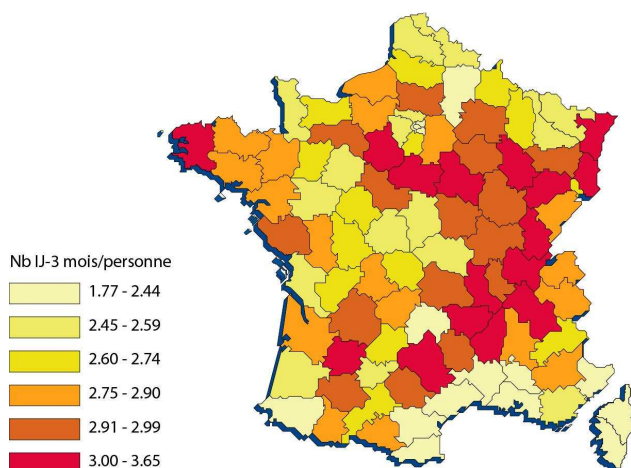 Nb IJ-3 mois/personne
1.77 - 2.44
2.45 - 2.59
2.60 - 2.74
2.75 - 2.90
2.91 - 2.99
3.00 - 3.65